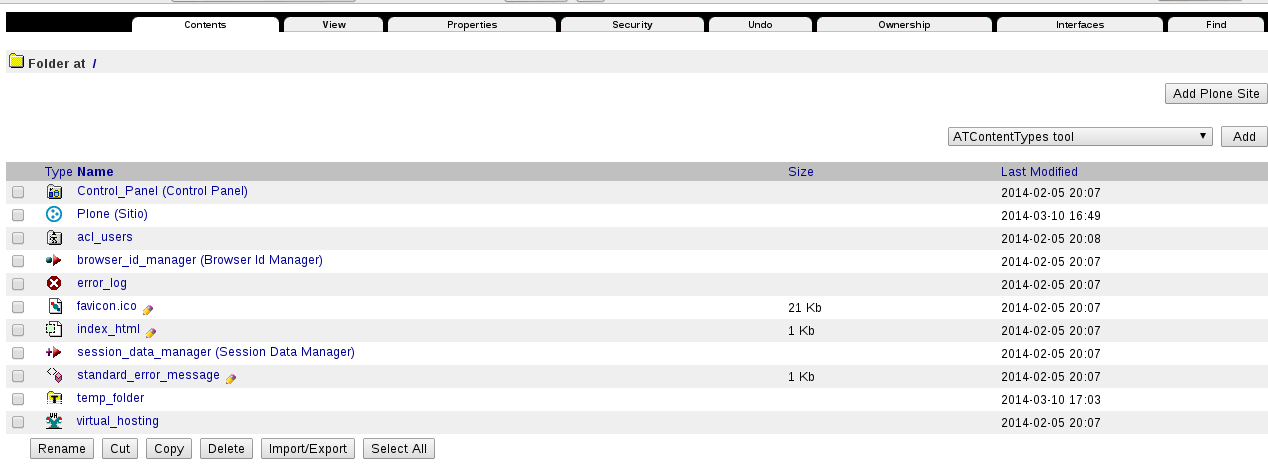 Contents View Properties Security Undo Ownership Interfaces Find
Folder at /
Add Plone Site
ATContentTypes tool Add
Type Name Size Last Modified
Control_Panel (Control Panel) 2014-02-05 20:07
Plone (Sitio) 2014-03-10 16:49
acl_users 2014-02-05 20:08
browser_id_manager (Browser Id Manager) 2014-02-05 20:07
error_log 2014-02-05 20:07
favicon.ico 21 Kb 2014-02-05 20:07
index_html 1 Kb 2014-02-05 20:07
session_data_manager (Session Data Manager) 2014-02-05 20:07
standard_error_message 1 Kb 2014-02-05 20:07
temp_folder 2014-03-10 17:03
virtual_hosting 2014-02-05 20:07
Rename Cut Copy Delete Import/Export Select All